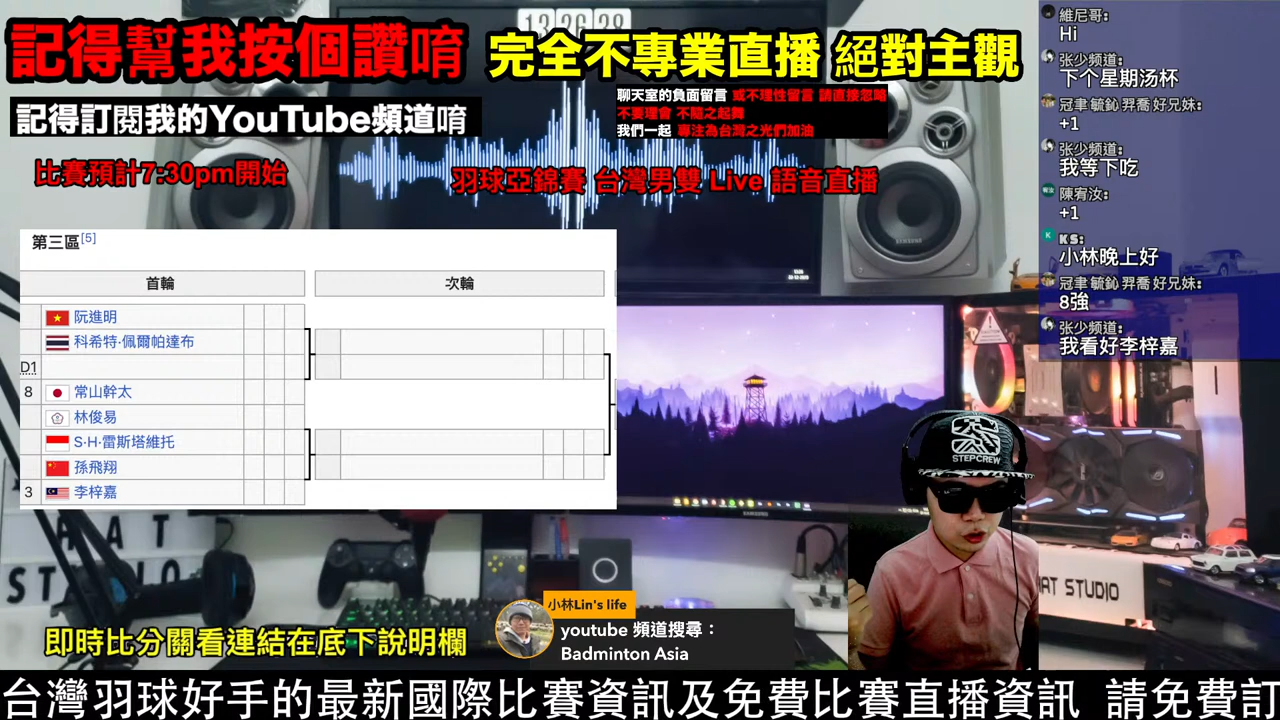 13 26 28
記得幫我按個讚唷
完全不專業直播 絕對主觀
記得訂閱我的YouTube頻道唷
聊天室的負面留言 或不理性留言 請直接忽略
不要理會 不隨之起舞
我們一起 專注為台灣之光們加油
比賽預計7:30pm開始
羽球亞錦賽 台灣男雙 Live 語音直播
第三區[5]
首輪 次輪
阮進明
科希特·佩爾帕達布
D1
8 常山幹太
林俊易
S·H·雷斯塔維托
孫飛翔
3 李梓嘉
維尼哥:
Hi
张少频道:
下个星期汤杯
冠聿 毓鈊 羿喬 好兄妹:
+1
张少频道:
我等下吃
陳宥汝:
+1
K
KS:
小林晚上好
冠聿 毓鈊 羿喬 好兄妹:
8強
张少频道:
我看好李梓嘉
SAMSUNG
SAMSUNG
STEPCREW
HAT STUDIO
HAT
STUDIO
小林Lin's life
youtube 頻道搜尋：
Badminton Asia
即時比分關看連結在底下說明欄
台灣羽球好手的最新國際比賽資訊及免費比賽直播資訊 請免費訂